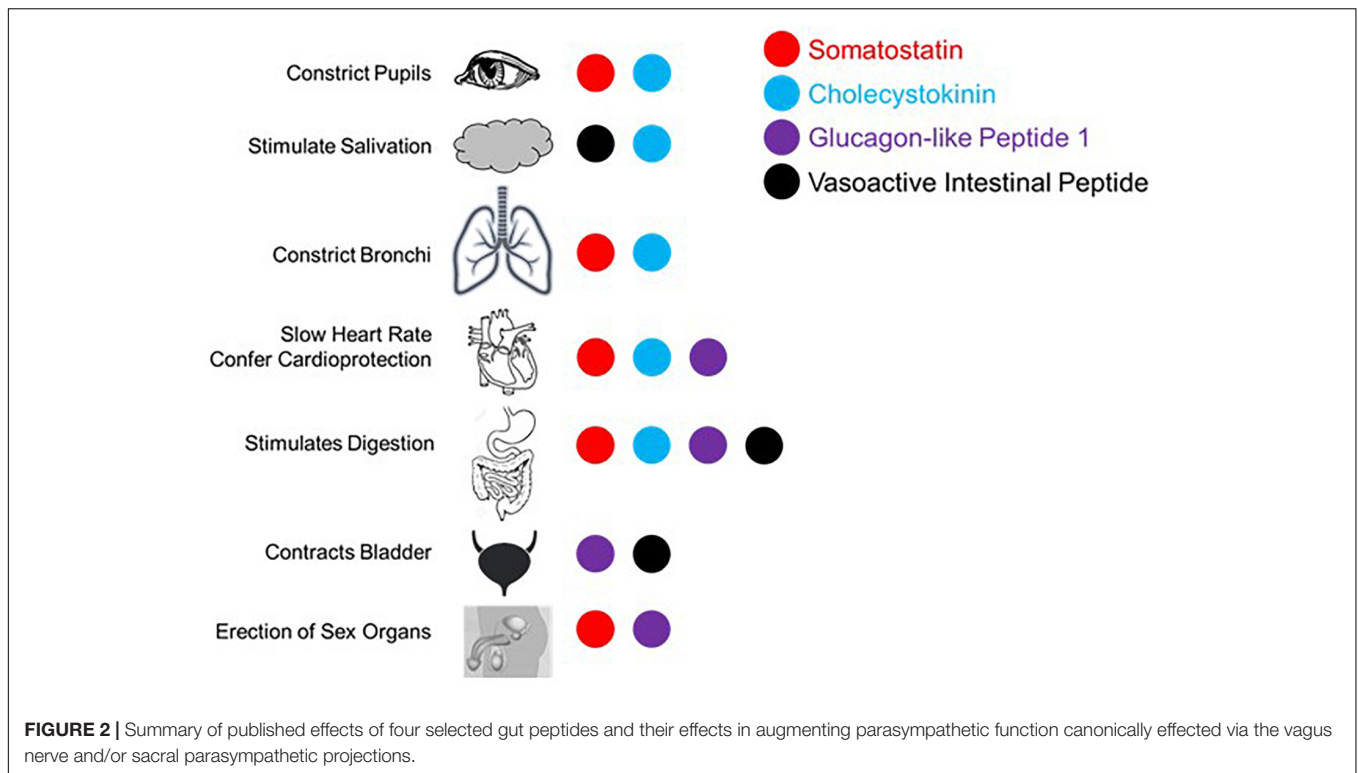 Constrict Pupils
Stimulate Salivation
Constrict Bronchi
Slow Heart Rate
Confer Cardioprotection
Stimulates Digestion
Contracts Bladder
Erection of Sex Organs
Somatostatin
Cholecystokinin
Glucagon-like Peptide 1
Vasoactive Intestinal Peptide
FIGURE 2 | Summary of published effects of four selected gut peptides and their effects in augmenting parasympathetic function canonically effected via the vagus
nerve and/or sacral parasympathetic projections.